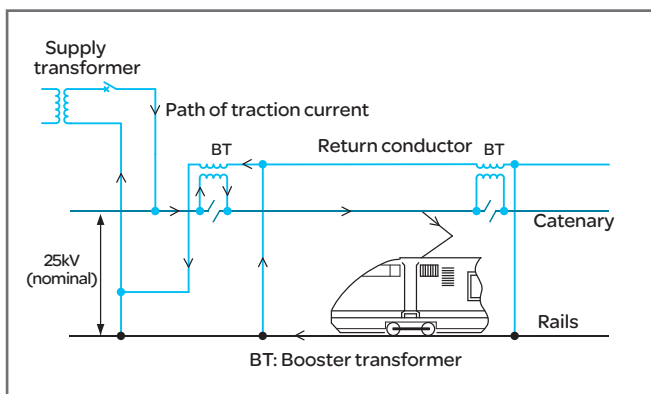 Supply
transformer
Path of traction current
BT
Return conductor
BT
Catenary
25kV
(nominal)
Rails
BT: Booster transformer